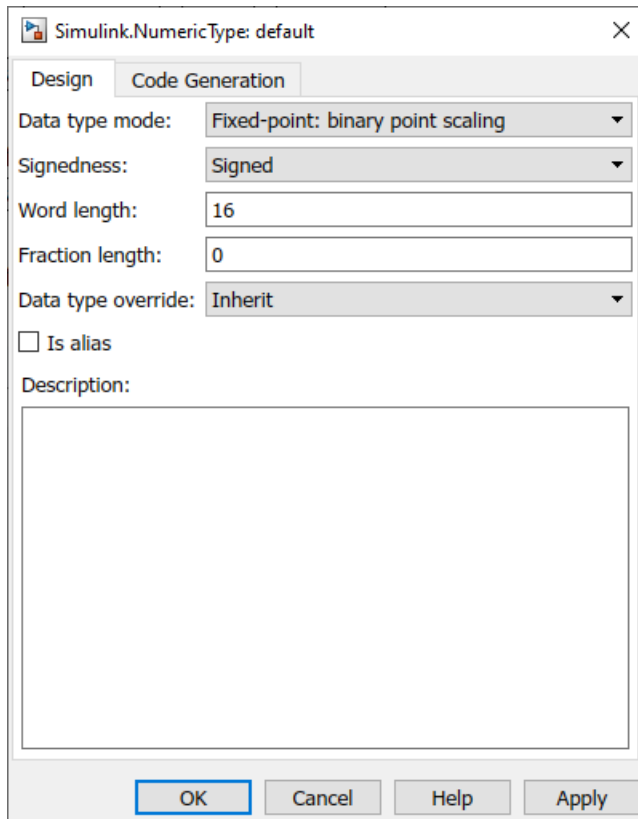 Simulink.NumericType: default
Design Code Generation
Data type mode: Fixed-point: binary point scaling
Signedness: Signed
Word length: 16
Fraction length: 0
Data type override: Inherit
Is alias
Description:
OK Cancel Help Apply